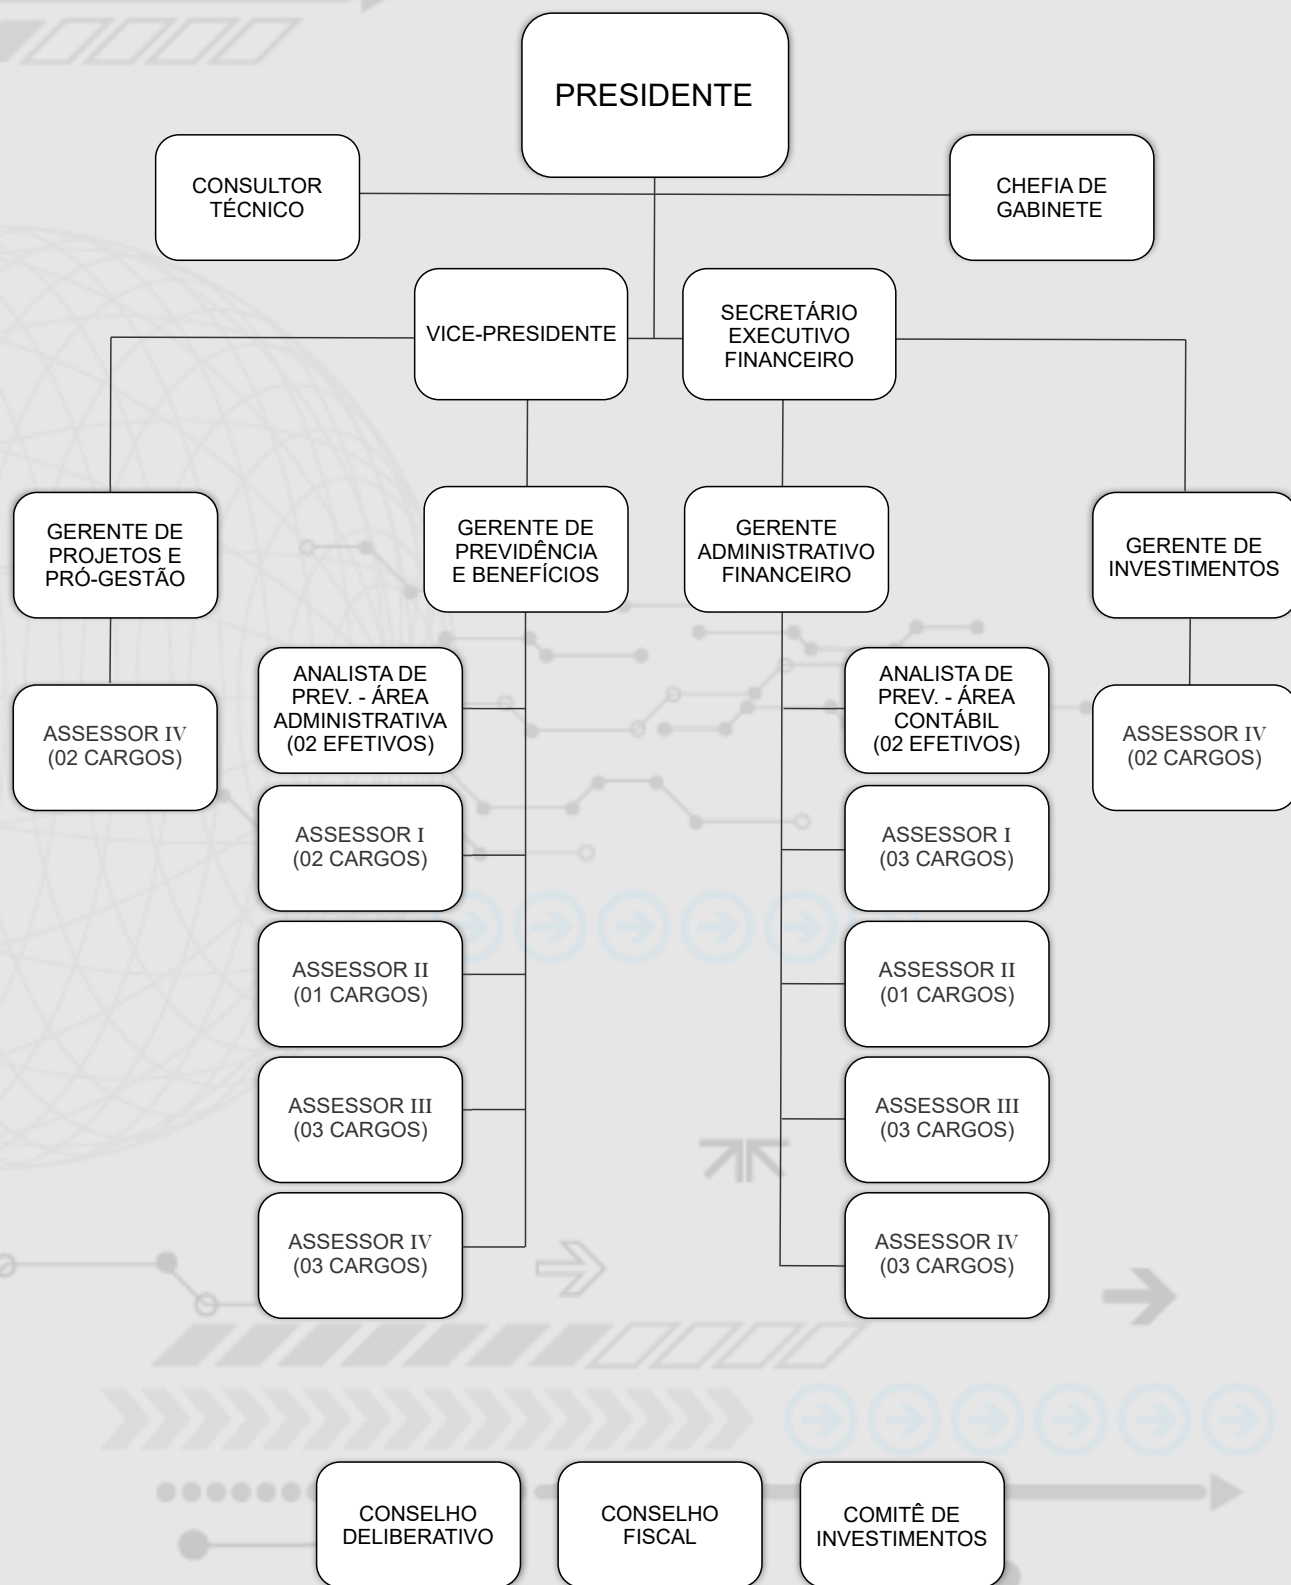 PRESIDENTE
CONSULTOR
TÉCNICO
CHEFIA DE
GABINETE
VICE-PRESIDENTE
SECRETÁRIO
EXECUTIVO
FINANCEIRO
GERENTE DE
PROJETOS E
PRÓ-GESTÃO
GERENTE DE
PREVIDÊNCIA
E BENEFÍCIOS
GERENTE
ADMINISTRATIVO
FINANCEIRO
GERENTE DE
INVESTIMENTOS
ASSESSOR IV
(02 CARGOS)
ANALISTA DE
PREV. - ÁREA
ADMINISTRATIVA
(02 EFETIVOS)
ANALISTA DE
PREV. - ÁREA
CONTÁBIL
(02 EFETIVOS)
ASSESSOR IV
(02 CARGOS)
ASSESSOR I
(02 CARGOS)
ASSESSOR I
(03 CARGOS)
ASSESSOR II
(01 CARGOS)
ASSESSOR II
(01 CARGOS)
ASSESSOR III
(03 CARGOS)
ASSESSOR III
(03 CARGOS)
ASSESSOR IV
(03 CARGOS)
ASSESSOR IV
(03 CARGOS)
CONSELHO
DELIBERATIVO
CONSELHO
FISCAL
COMITÊ DE
INVESTIMENTOS